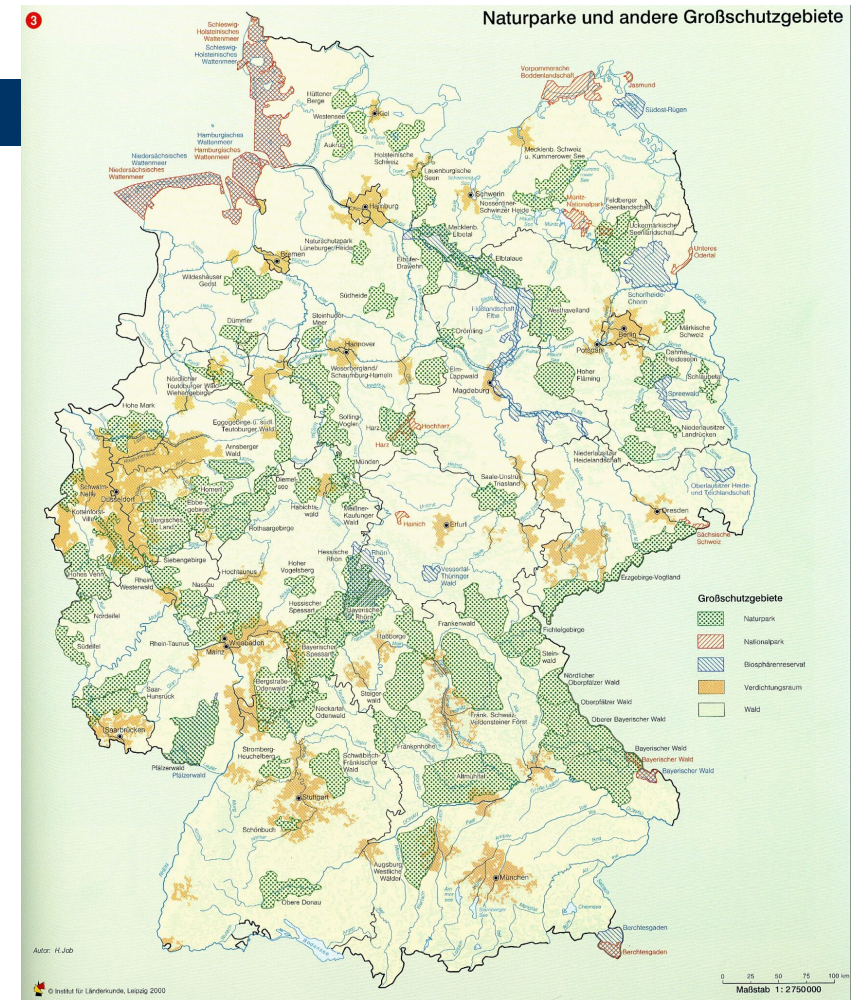 3
Naturparke und andere Großschutzgebiete
Schleswig-
Holsteinisches
Wattenmeer
Schleswig-
Holsteinisches
Wattenmeer
Vorpommersche
Boddenlandschaft
Jasmund
Südost-Rügen
Hüttener
Berge
Westensee
Kiel
Aukrug
Hamburgisches
Wattenmeer
Hamburgisches
Wattenmeer
Niedersächsisches
Wattenmeer
Niedersächsisches
Wattenmeer
Holsteinische
Schweiz
Lauenburgische
Seen
Mecklenb. Schweiz
u. Kummerower See
Schwerin
Nossentiner-
Schwinzer Heide
Müritz-
Nationalpark
Feldberger
Seenlandschaft
Uckermärkische
Seenlandschaft
Hamburg
Mecklenb.
Elbetal
Naturschutzpark
Lüneburger Heide
Bremen
Elbufer-
Drawehn
Elbtalaue
Unteres
Odertal
Wildeshauser
Geest
Schorfheide-
Chorin
Südheide
Flußlandschaft
Elbe
Westhavelland
Dümmer
Steinhuder
Meer
Drömling
Berlin
Märkische
Schweiz
Hannover
Potsdam
Weserbergland/
Schaumburg-Hameln
Elm-
Lappwald
Magdeburg
Hoher
Fläming
Dahme-
Heideseen
Schlaubetal
Nördlicher
Teutoburger Wald
Wiehengebirge
Spreewald
Hohe Mark
Eggegebirge u. südl.
Teutoburger Wald
Solling-
Vogler
Harz
Hochharz
Harz
Niederlausitzer
Landrücken
Arnsberger
Wald
Münden
Niederlausitzer
Heidelandschaft
Schwalm-
Nette
Düsseldorf
Homert
Diemel-
see
Habichts-
wald
Meißner-
Kaufunger
Wald
Saale-Unstrut-
Triasland
Oberlausitzer Heide-
und Teichlandschaft
Kottenforst-
Ville
Bergisches
Land
Ebbe-
gebirge
Rothaargebirge
Hainich
Erfurt
Dresden
Sächsische
Schweiz
Siebengebirge
Hohes Venn
Rhein-
Westerwald
Nassau
Hochtaunus
Hoher
Vogelsberg
Hessische
Rhön
Rhön
Vessertal-
Thüringer
Wald
Erzgebirge-Vogtland
Nordeifel
Hessischer
Spessart
Bayerische
Rhön
Frankenwald
Fichtelgebirge
Südeifel
Rhein-Taunus
Wiesbaden
Mainz
Bayerischer
Spessart
Haßberge
Stein-
wald
Saar-
Hunsrück
Bergstraße-
Odenwald
Steiger-
wald
Nördlicher
Oberpfälzer Wald
Oberpfälzer Wald
Neckartal-
Odenwald
Fränk. Schweiz
Veldensteiner Forst
Oberer Bayerischer Wald
Saarbrücken
Frankenhöhe
Stromberg-
Heuchelberg
Schwäbisch-
Fränkischer
Wald
Bayerischer Wald
Bayerischer Wald
Bayerischer Wald
Pfälzerwald
Pfälzerwald
Altmühltal
Stuttgart
Schönbuch
Augsburg
Westliche
Wälder
München
Obere Donau
Bodensee
Berchtesgaden
Berchtesgaden
Großschutzgebiete
Naturpark
Nationalpark
Biosphärenreservat
Verdichtungsraum
Wald
Autor: H.Job
© Institut für Länderkunde, Leipzig 2000
0 25 50 75 100 km
Maßstab 1 : 2750000